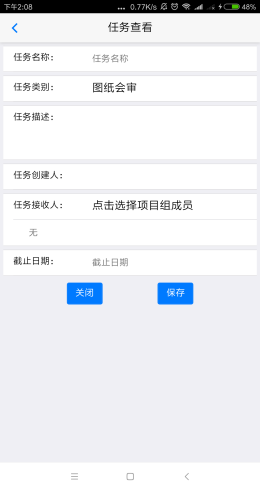 下午2:08 ... 0.77K/s 48%
任务查看
任务名称： 任务名称
任务类别： 图纸会审
任务描述：
任务创建人：
任务接收人： 点击选择项目组成员
无
截止日期： 截止日期
关闭 保存